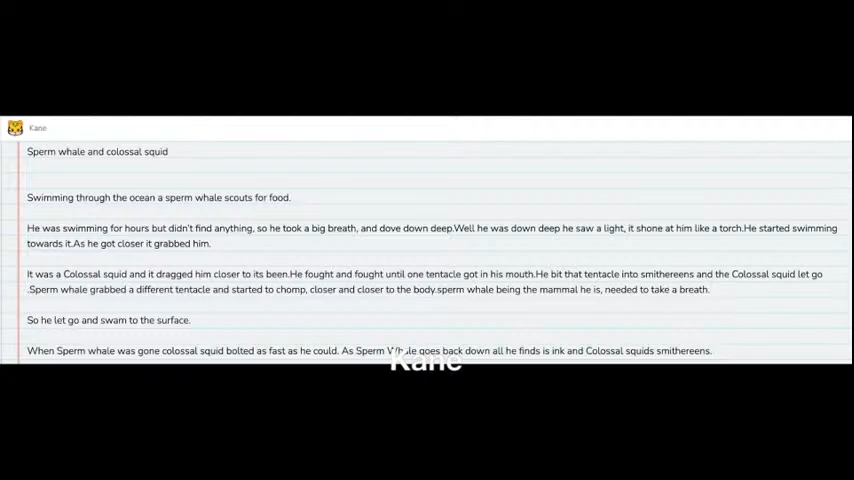 Kane
Sperm whale and colossal squid
Swimming through the ocean a sperm whale scouts for food.
He was swimming for hours but didn't find anything, so he took a big breath, and dove down deep.Well he was down deep he saw a light, it shone at him like a torch.He started swimming
towards it.As he got closer it grabbed him.
It was a Colossal squid and it dragged him closer to its been.He fought and fought until one tentacle got in his mouth.He bit that tentacle into smithereens and the Colossal squid let go
.Sperm whale grabbed a different tentacle and started to chomp, closer and closer to the body.sperm whale being the mammal he is, needed to take a breath.
So he let go and swam to the surface.
When Sperm whale was gone colossal squid bolted as fast as he could. As Sperm Whale goes back down all he finds is ink and Colossal squids smithereens.
Kane